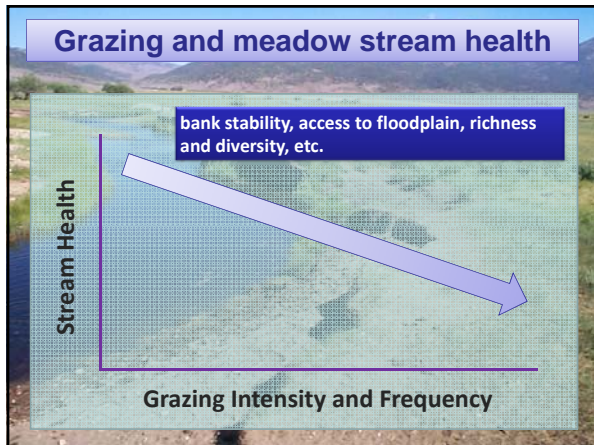 Grazing and meadow stream health
bank stability, access to floodplain, richness
and diversity, etc.
Stream Health
Grazing Intensity and Frequency